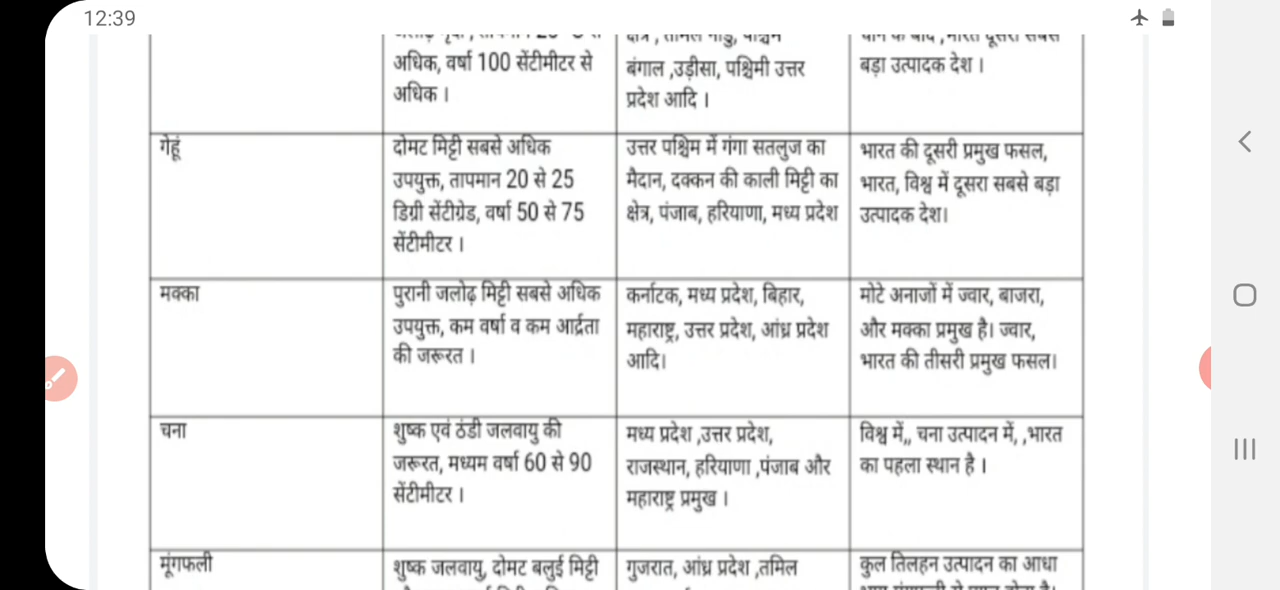 12:39
अधिक, वर्षा 100 सेंटीमीटर से
अधिक ।
बंगाल ,उड़ीसा, पश्चिमी उत्तर
प्रदेश आदि ।
बड़ा उत्पादक देश ।
गेहूं
दोमट मिट्टी सबसे अधिक
उपयुक्त, तापमान 20 से 25
डिग्री सेंटीग्रेड, वर्षा 50 से 75
सेंटीमीटर ।
उत्तर पश्चिम में गंगा सतलुज का
मैदान, दक्कन की काली मिट्टी का
क्षेत्र, पंजाब, हरियाणा, मध्य प्रदेश
भारत की दूसरी प्रमुख फसल,
भारत, विश्व में दूसरा सबसे बड़ा
उत्पादक देश।
मक्का
पुरानी जलोढ़ मिट्टी सबसे अधिक
उपयुक्त, कम वर्षा व कम आर्द्रता
की जरूरत ।
कर्नाटक, मध्य प्रदेश, बिहार,
महाराष्ट्र, उत्तर प्रदेश, आंध्र प्रदेश
आदि।
मोटे अनाजों में ज्वार, बाजरा,
और मक्का प्रमुख है। ज्वार,
भारत की तीसरी प्रमुख फसल।
चना
शुष्क एवं ठंडी जलवायु की
जरूरत, मध्यम वर्षा 60 से 90
सेंटीमीटर ।
मध्य प्रदेश ,उत्तर प्रदेश,
राजस्थान, हरियाणा ,पंजाब और
महाराष्ट्र प्रमुख ।
विश्व में,, चना उत्पादन में, ,भारत
का पहला स्थान है ।
मूंगफली
शुष्क जलवायु, दोमट बलुई मिट्टी
गुजरात, आंध्र प्रदेश ,तमिल
कुल तिलहन उत्पादन का आधा